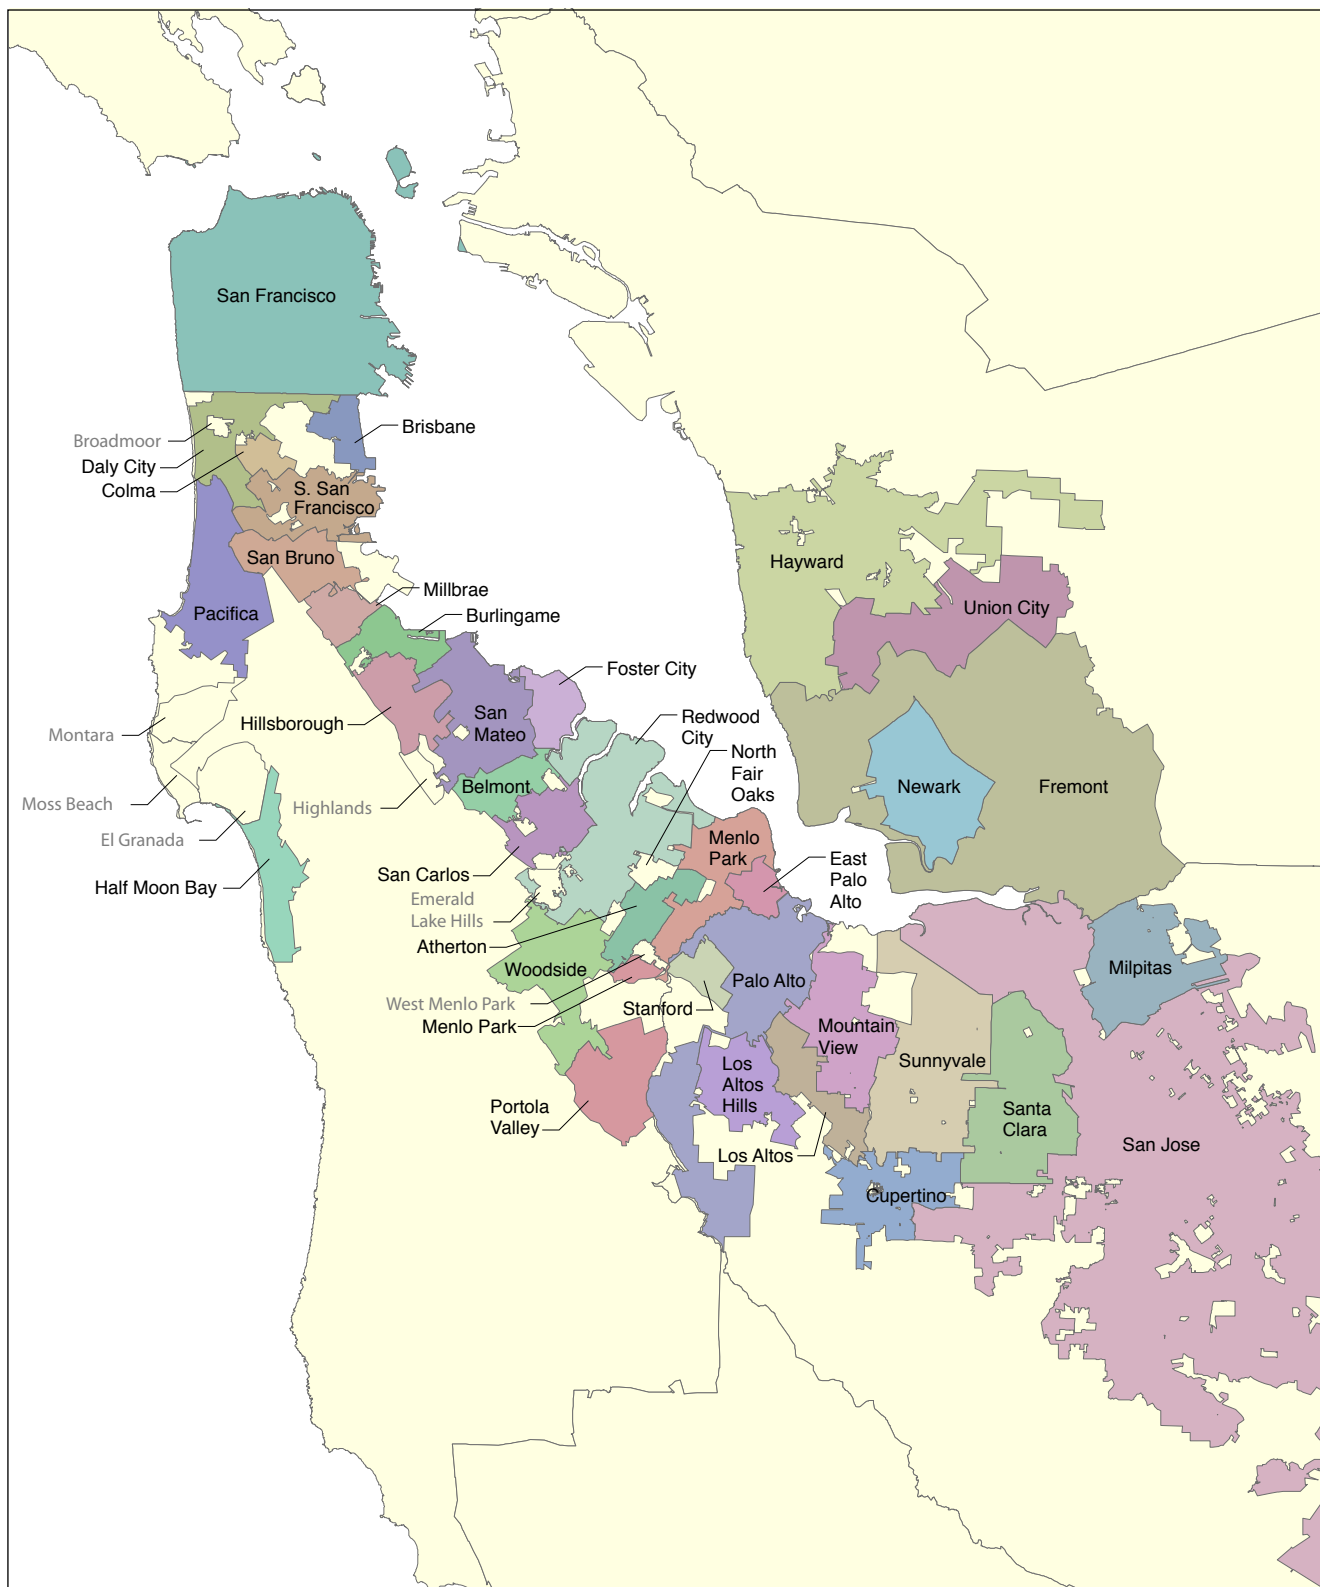 San Francisco
Brisbane
Broadmoor
Daly City
Colma
S. San
Francisco
San Bruno
Hayward
Millbrae
Union City
Pacifica
Burlingame
Foster City
Hillsborough
San
Mateo
Redwood
City
Montara
North
Fair
Oaks
Newark
Fremont
Belmont
Moss Beach
Highlands
El Granada
Menlo
Park
San Carlos
East
Palo
Alto
Half Moon Bay
Emerald
Lake Hills
Atherton
Woodside
Palo Alto
Milpitas
West Menlo Park
Stanford
Menlo Park
Mountain
View
Sunnyvale
Los
Altos
Hills
Portola
Valley
Santa
Clara
San Jose
Los Altos
Cupertino